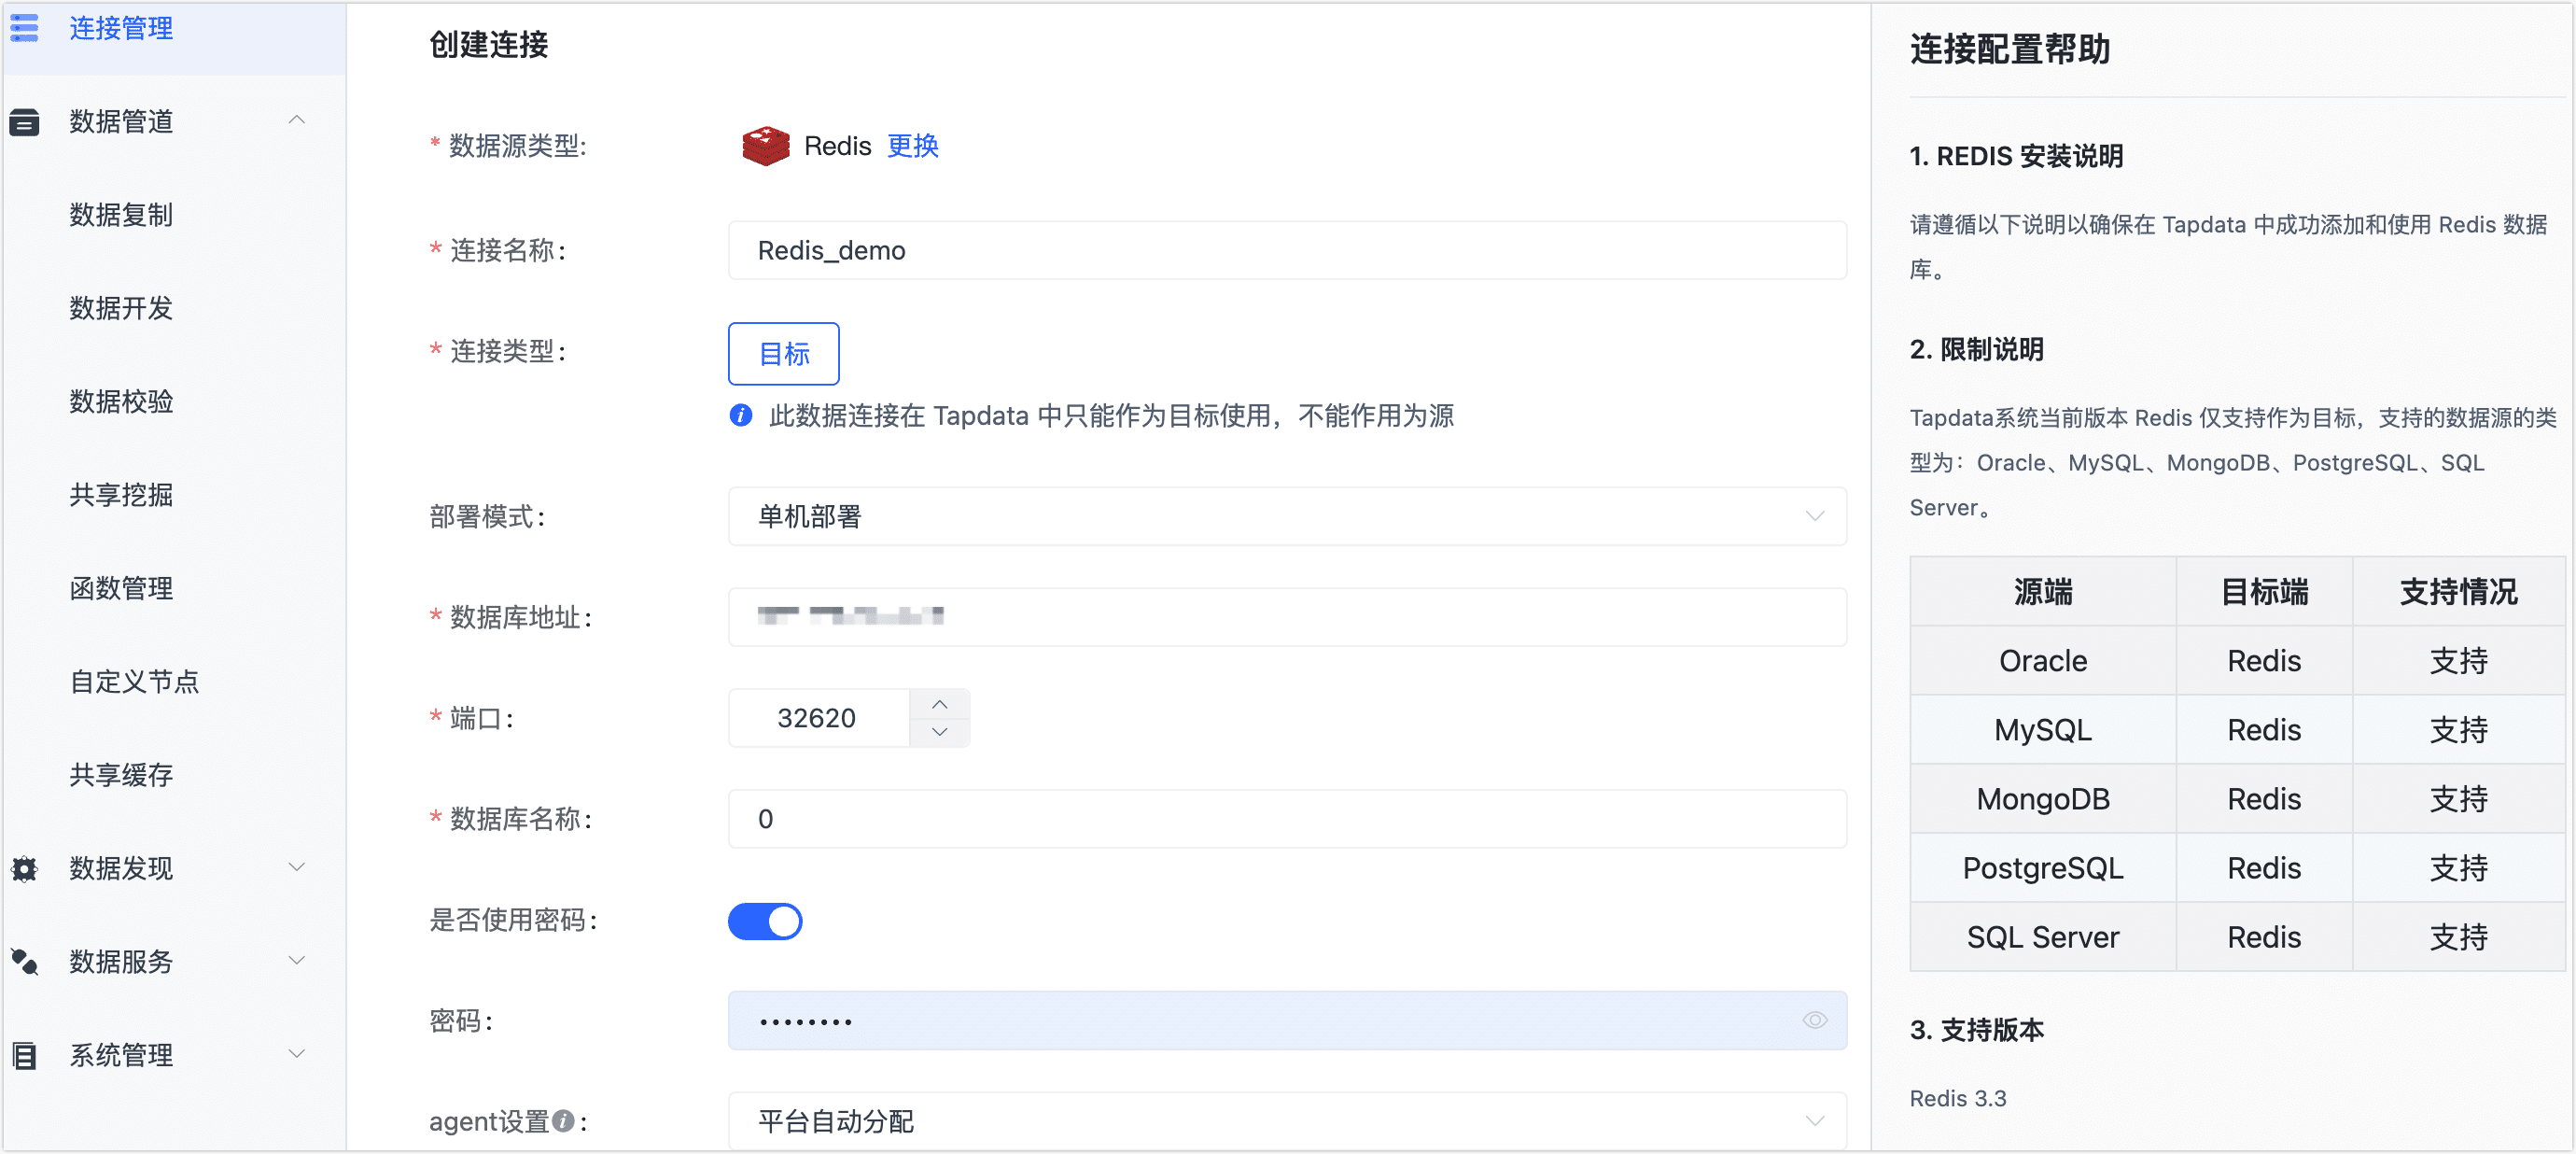 连接管理
数据管道
数据复制
数据开发
数据校验
共享挖掘
函数管理
自定义节点
共享缓存
数据发现
数据服务
系统管理
创建连接
* 数据源类型:
Redis 更换
* 连接名称:
Redis_demo
* 连接类型:
目标
此数据连接在 Tapdata 中只能作为目标使用，不能作用为源
部署模式:
单机部署
* 数据库地址:
* 端口:
32620
* 数据库名称:
0
是否使用密码:
密码:
••••••••
agent设置 i :
平台自动分配
连接配置帮助
1. REDIS 安装说明
请遵循以下说明以确保在 Tapdata 中成功添加和使用 Redis 数据
库。
2. 限制说明
Tapdata系统当前版本 Redis 仅支持作为目标，支持的数据源的类
型为：Oracle、MySQL、MongoDB、PostgreSQL、SQL
Server。
源端 目标端 支持情况
Oracle Redis 支持
MySQL Redis 支持
MongoDB Redis 支持
PostgreSQL Redis 支持
SQL Server Redis 支持
3. 支持版本
Redis 3.3